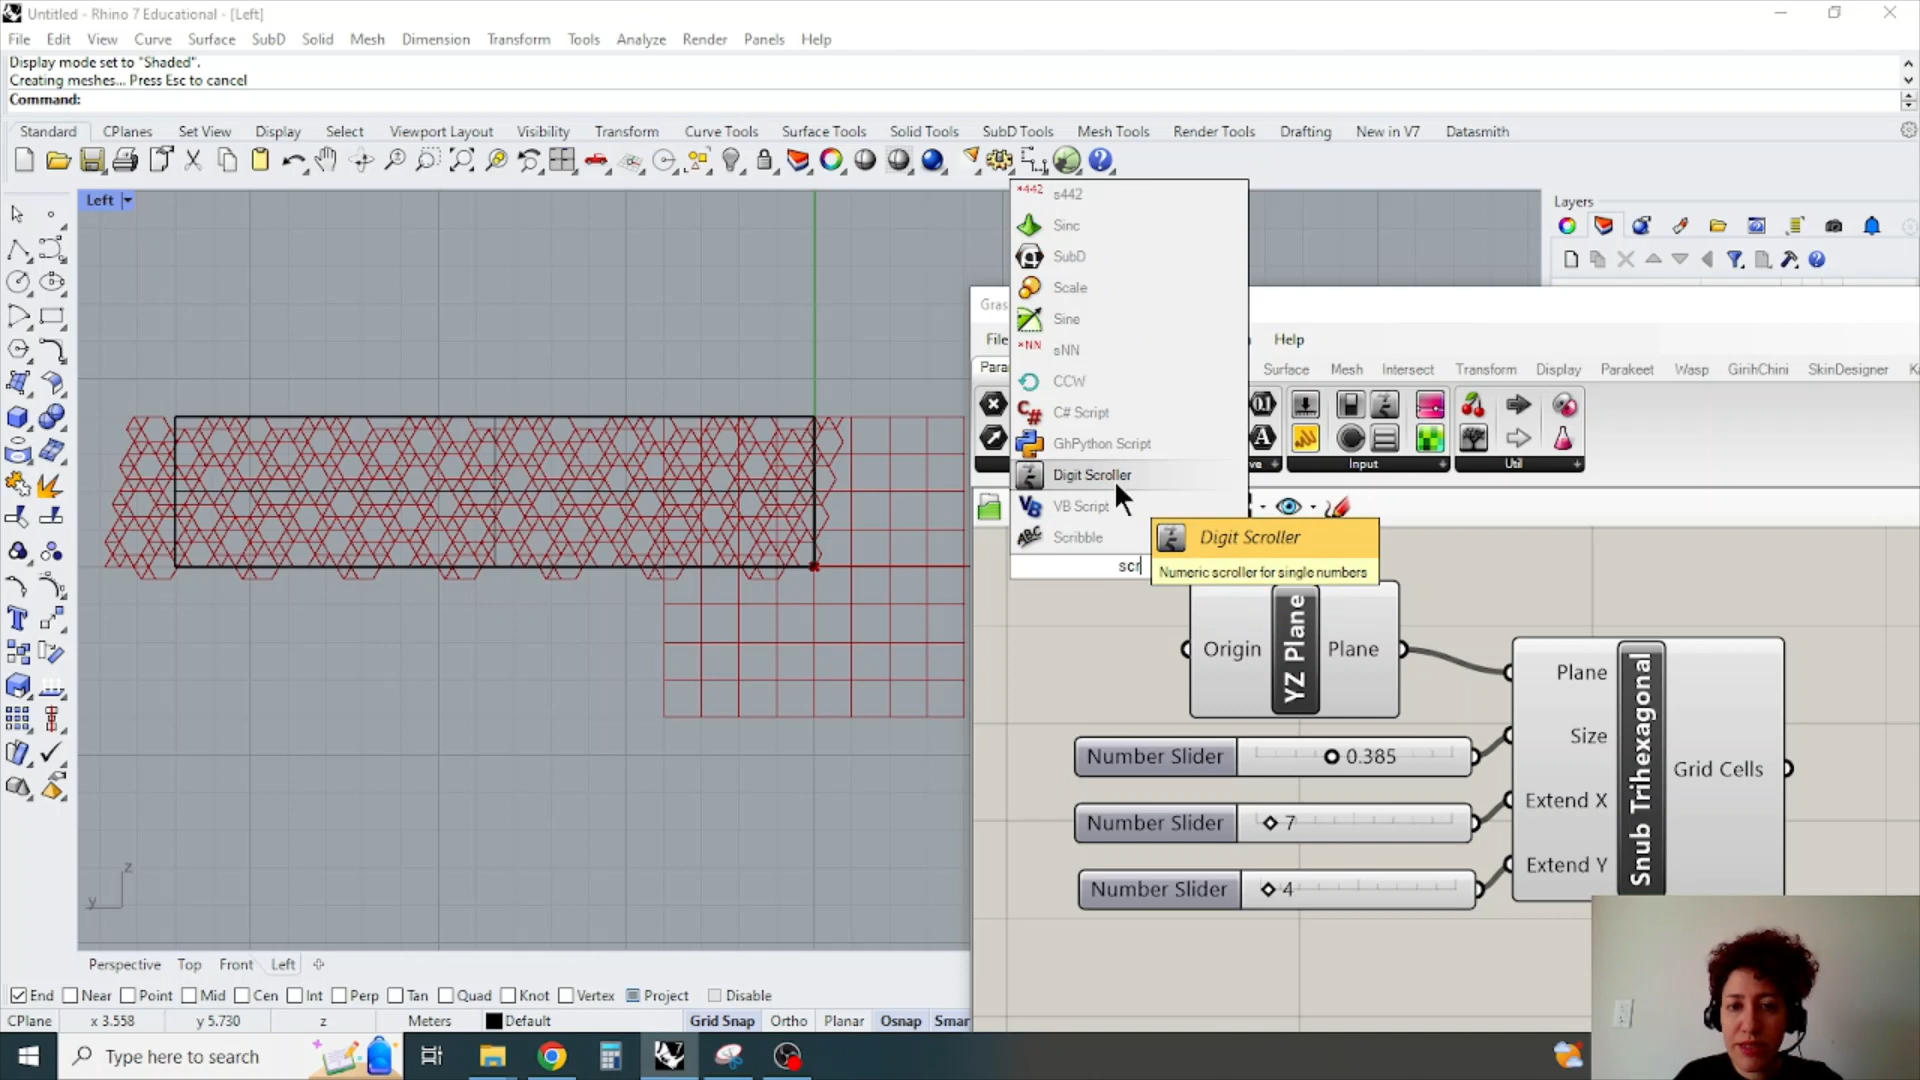 Untitled - Rhino 7 Educational - [Left]
File Edit View Curve Surface SubD Solid Mesh Dimension Transform Tools Analyze Render Panels Help
Display mode set to "Shaded".
Creating meshes... Press Esc to cancel
Command:
Standard CPlanes Set View Display Select Viewport Layout Visibility Transform Curve Tools Surface Tools Solid Tools SubD Tools Mesh Tools Render Tools Drafting New in V7 Datasmith
Left
Layers
*442 s442
Sinc
SubD
Scale
Sine
*NN sNN
CCW
C# C# Script
GhPython Script
Digit Scroller
VB VB Script
ABC Scribble
scr
Digit Scroller
Numeric scroller for single numbers
File
Help
Surface Mesh Intersect Transform Display Parakeet Wasp GirihChini SkinDesigner
Input
Util
Origin
YZ Plane
Plane
Plane
Size
Extend X
Extend Y
Snub Trihexagonal
Grid Cells
Number Slider 0.385
Number Slider 7
Number Slider 4
z
y
Perspective Top Front Left
End Near Point Mid Cen Int Perp Tan Quad Knot Vertex Project Disable
CPlane x 3.558 y 5.730 z Meters Default Grid Snap Ortho Planar Osnap Smar
Type here to search